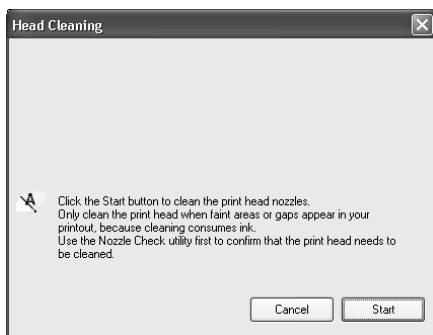 Head Cleaning
Click the Start button to clean the print head nozzles.
Only clean the print head when faint areas or gaps appear in your
printout, because cleaning consumes ink.
Use the Nozzle Check utility first to confirm that the print head needs to
be cleaned.
Cancel
Start